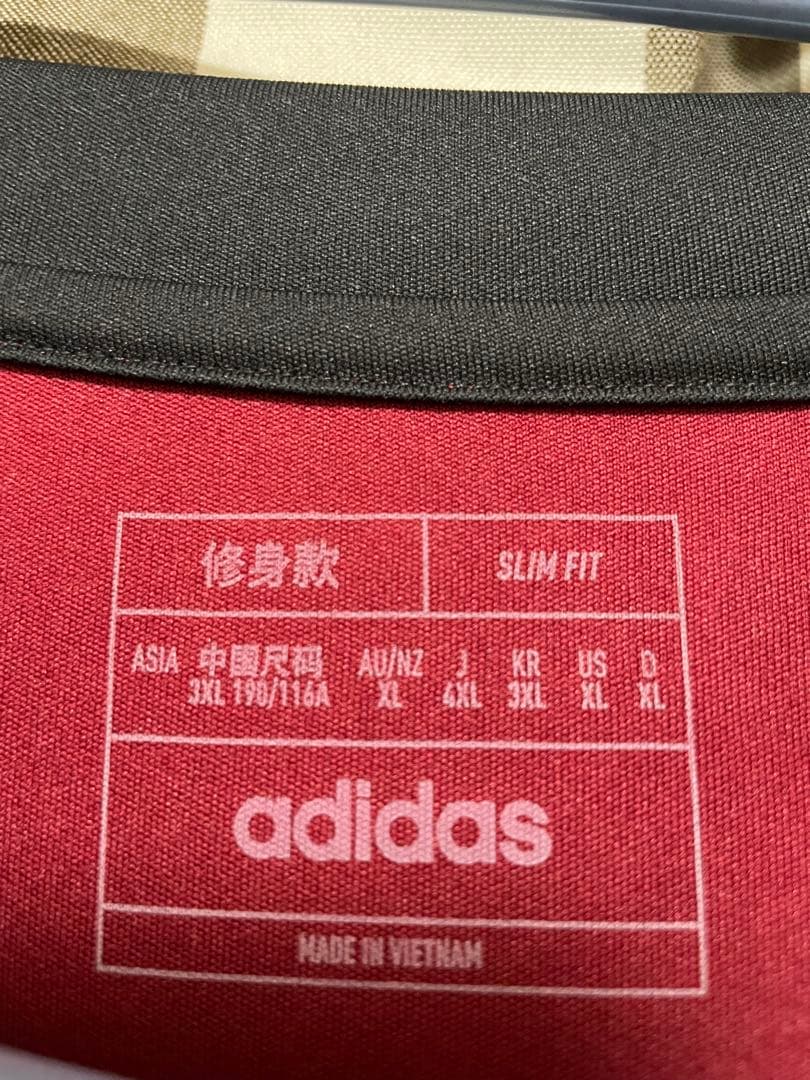 修身款 SLIM FIT
ASIA 中国尺码 AU/NZ J KR US D
3XL 190/116A XL 4XL 3XL XL XL
adidas
MADE IN VIETNAM